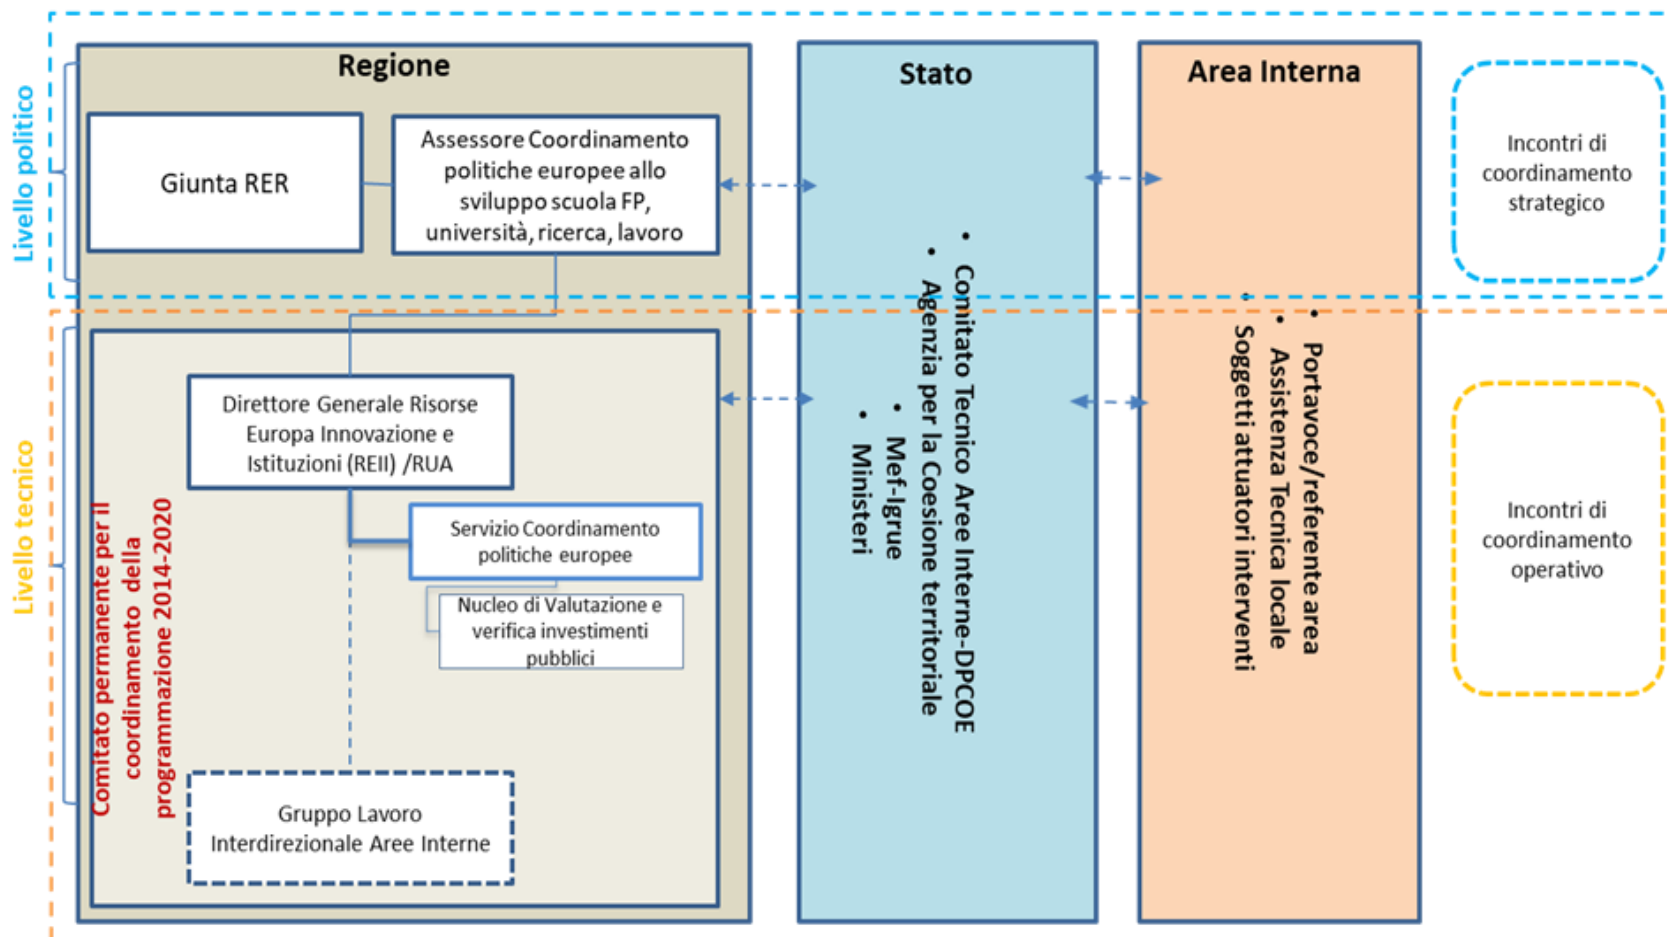 Livello politico
Regione
Giunta RER
Assessore Coordinamento
politiche europee allo
sviluppo scuola FP,
università, ricerca, lavoro
Livello tecnico
Comitato permanente per il
coordinamento della
programmazione 2014-2020
Direttore Generale Risorse
Europa Innovazione e
Istituzioni (REII) /RUA
Servizio Coordinamento
politiche europee
Nucleo di Valutazione e
verifica investimenti
pubblici
Gruppo Lavoro
Interdirezionale Aree Interne
Stato
• Comitato Tecnico Aree Interne-DPCOE
• Agenzia per la Coesione territoriale
• Mef-Igrue
• Ministeri
Area Interna
• Portavoce/referente area
• Assistenza Tecnica locale
• Soggetti attuatori interventi
Incontri di
coordinamento
strategico
Incontri di
coordinamento
operativo